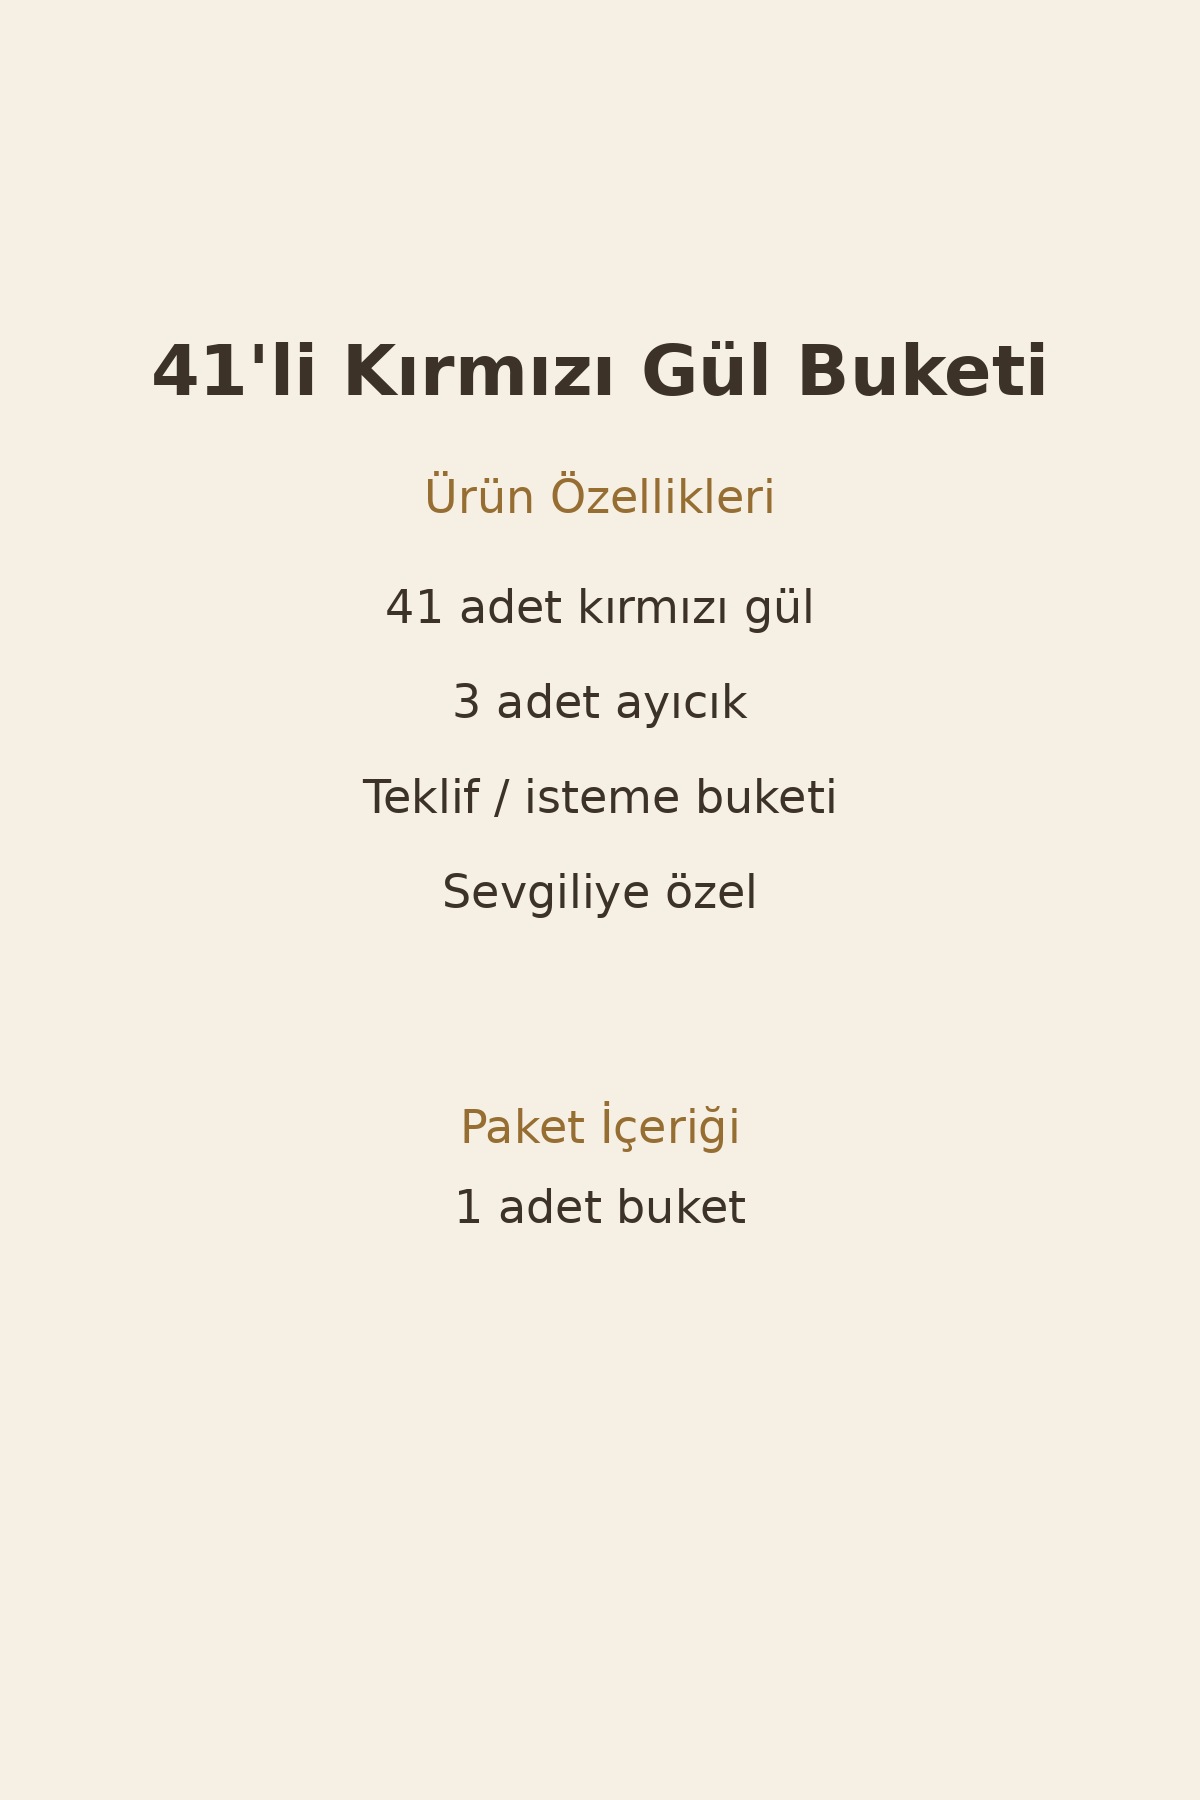 41'li Kırmızı Gül Buketi
Ürün Özellikleri
41 adet kırmızı gül
3 adet ayıcık
Teklif / isteme buketi
Sevgiliye özel
Paket İçeriği
1 adet buket